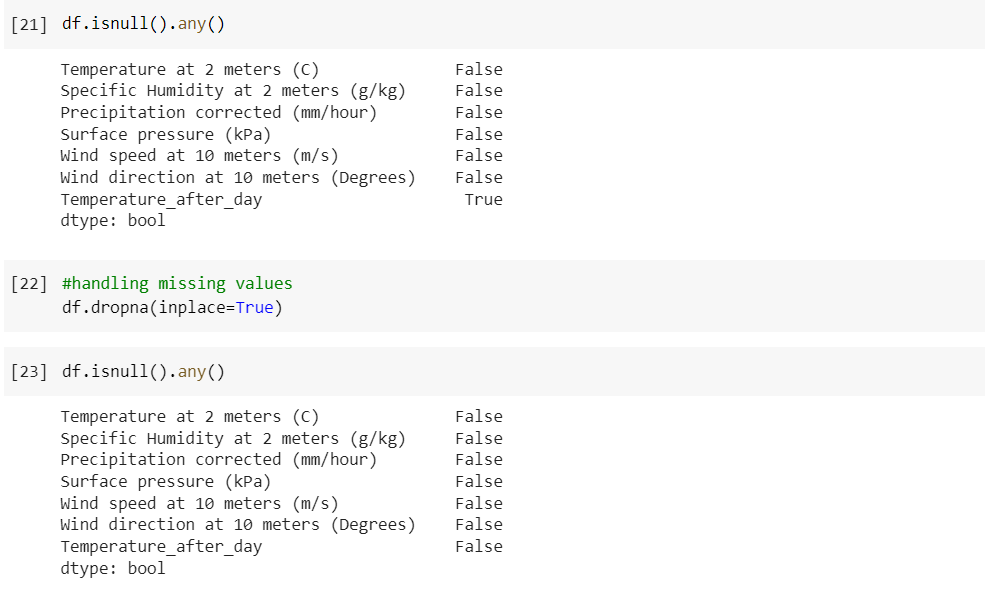 [21] df.isnull().any()
Temperature at 2 meters (C) False
Specific Humidity at 2 meters (g/kg) False
Precipitation corrected (mm/hour) False
Surface pressure (kPa) False
Wind speed at 10 meters (m/s) False
Wind direction at 10 meters (Degrees) False
Temperature_after_day True
dtype: bool
[22] #handling missing values
df.dropna(inplace=True)
[23] df.isnull().any()
Temperature at 2 meters (C) False
Specific Humidity at 2 meters (g/kg) False
Precipitation corrected (mm/hour) False
Surface pressure (kPa) False
Wind speed at 10 meters (m/s) False
Wind direction at 10 meters (Degrees) False
Temperature_after_day False
dtype: bool